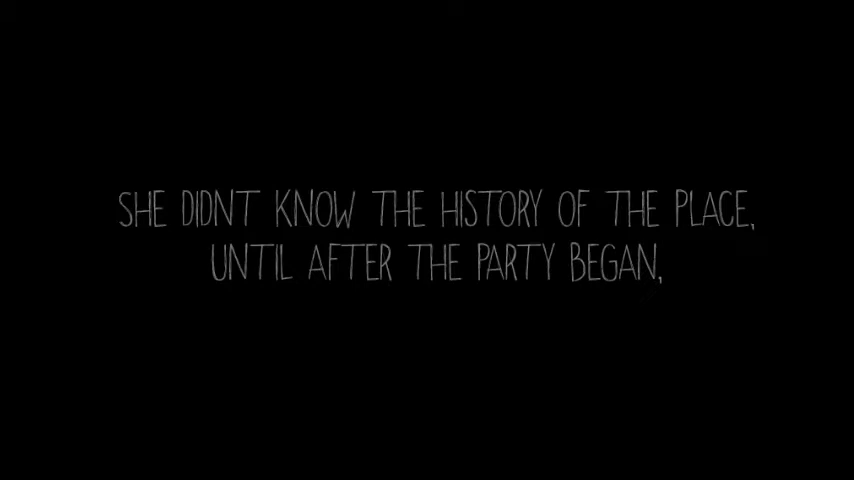 SHE DIDNT KNOW THE HISTORY OF THE PLACE,
UNTIL AFTER THE PARTY BEGAN,